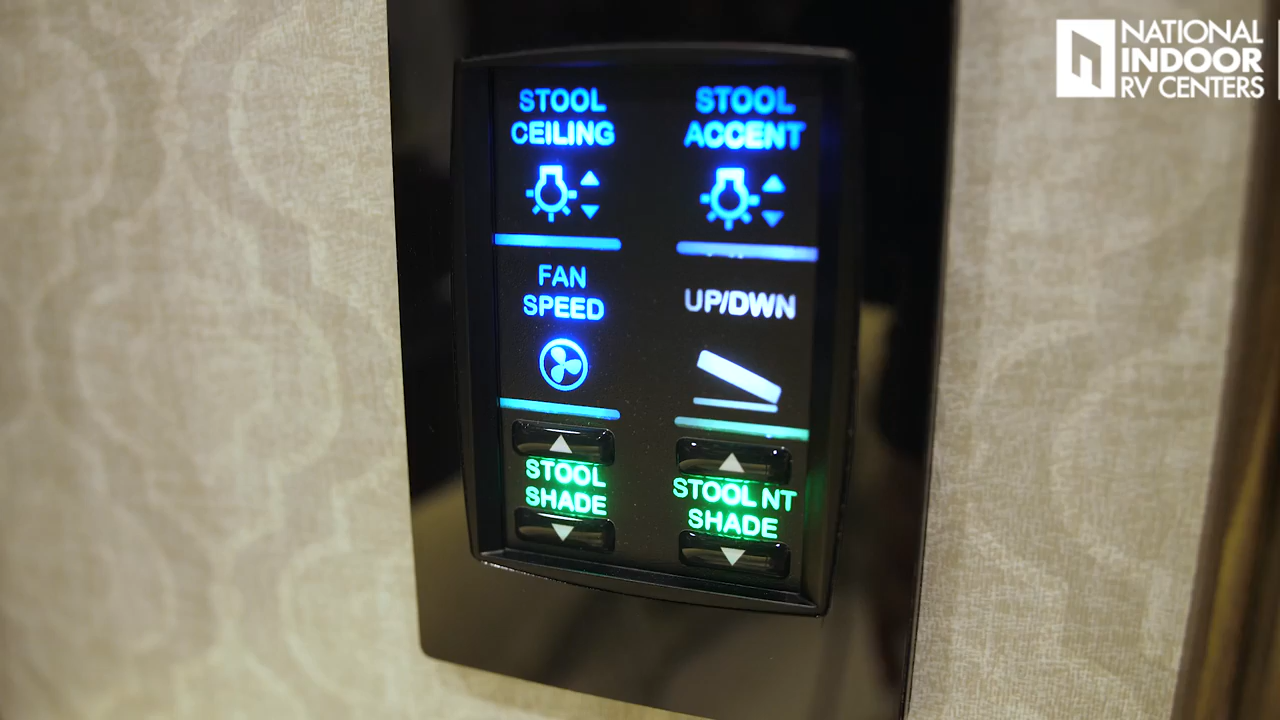 NATIONAL
INDOOR
RV CENTERS
STOOL
CEILING
STOOL
ACCENT
FAN
SPEED
UP/DWN
STOOL
SHADE
STOOL NT
SHADE